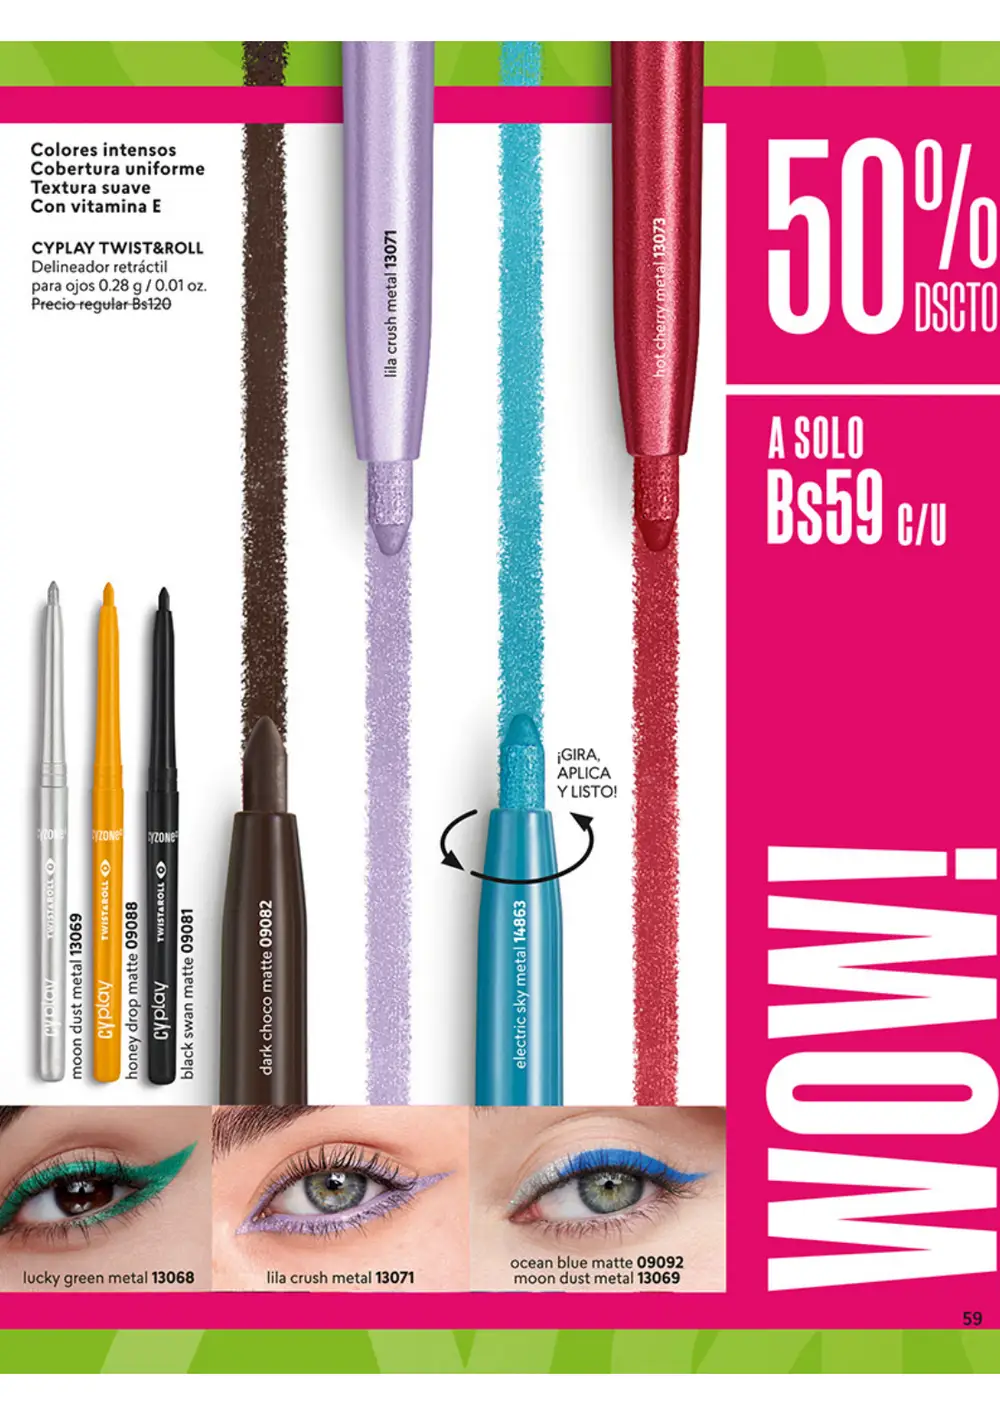 Colores intensos
Cobertura uniforme
Textura suave
Con vitamina E
CYPLAY TWIST&ROLL
Delineador retráctil
para ojos 0.28 g / 0.01 oz.
Precio regular Bs120
lila crush metal 13071
hot cherry metal 13073
50%
DSCTO
A SOLO
Bs59 C/U
¡GIRA,
APLICA
Y LISTO!
cyplay TWIST&ROLL CYZONE
moon dust metal 13069
cyplay TWIST&ROLL CYZONE
honey drop matte 09088
cyplay TWIST&ROLL CYZONE
black swan matte 09081
dark choco matte 09082
electric sky metal 14863
WOW!
lucky green metal 13068
lila crush metal 13071
ocean blue matte 09092
moon dust metal 13069
59